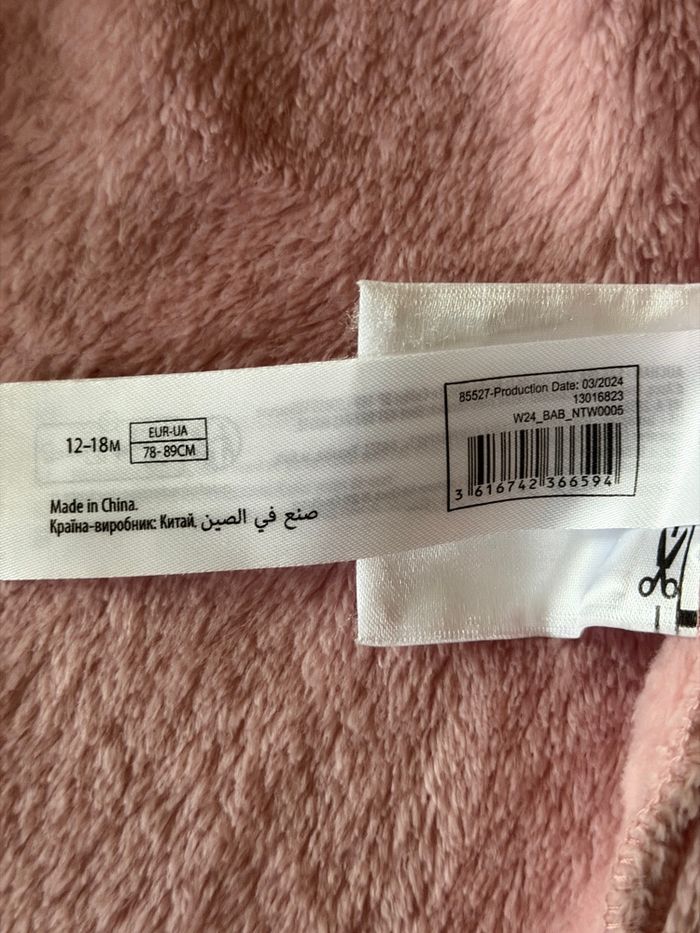 12-18M
EUR-UA
78-89CM
Made in China.
Країна-виробник: Китай, صنع في الصين
85527-Production Date: 03/2024
13016823
W24_BAB_NTW0005
3 616742 366594